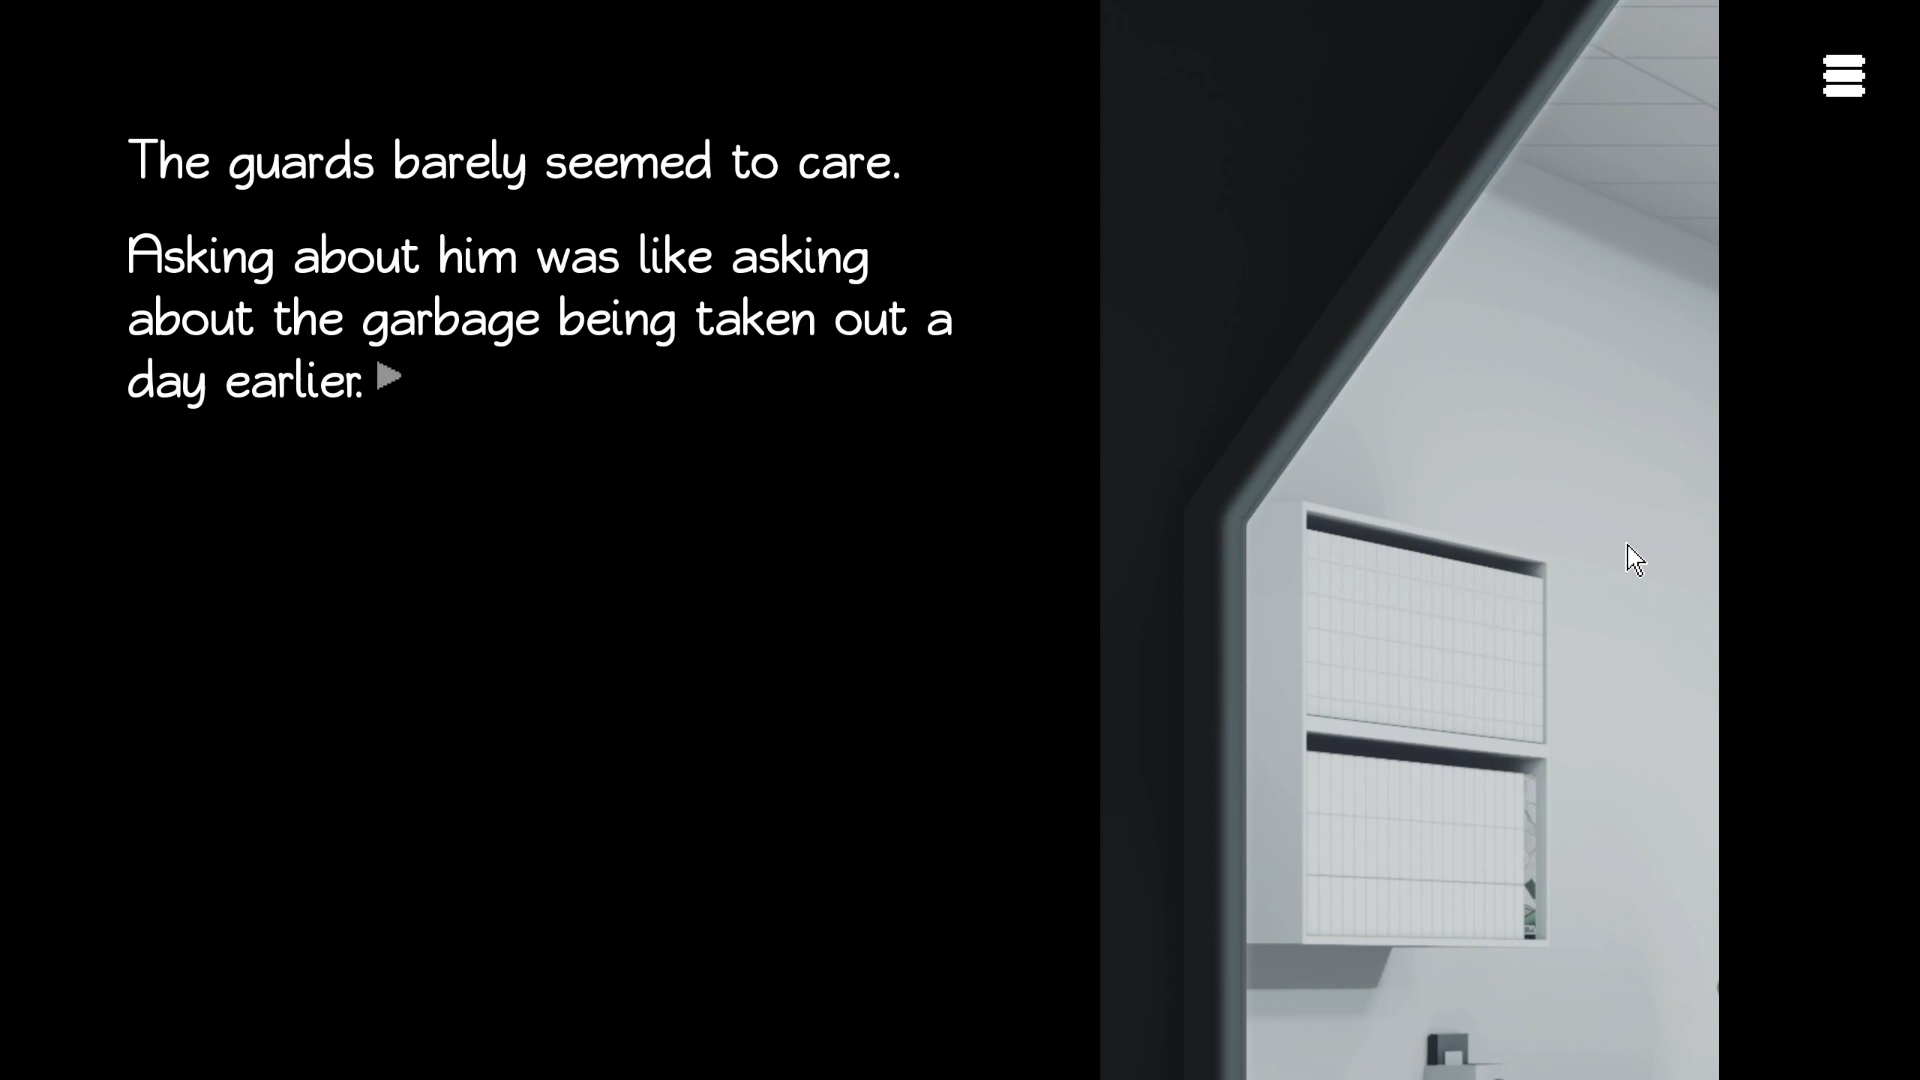 The guards barely seemed to care.
Asking about him was like asking
about the garbage being taken out a
day earlier.